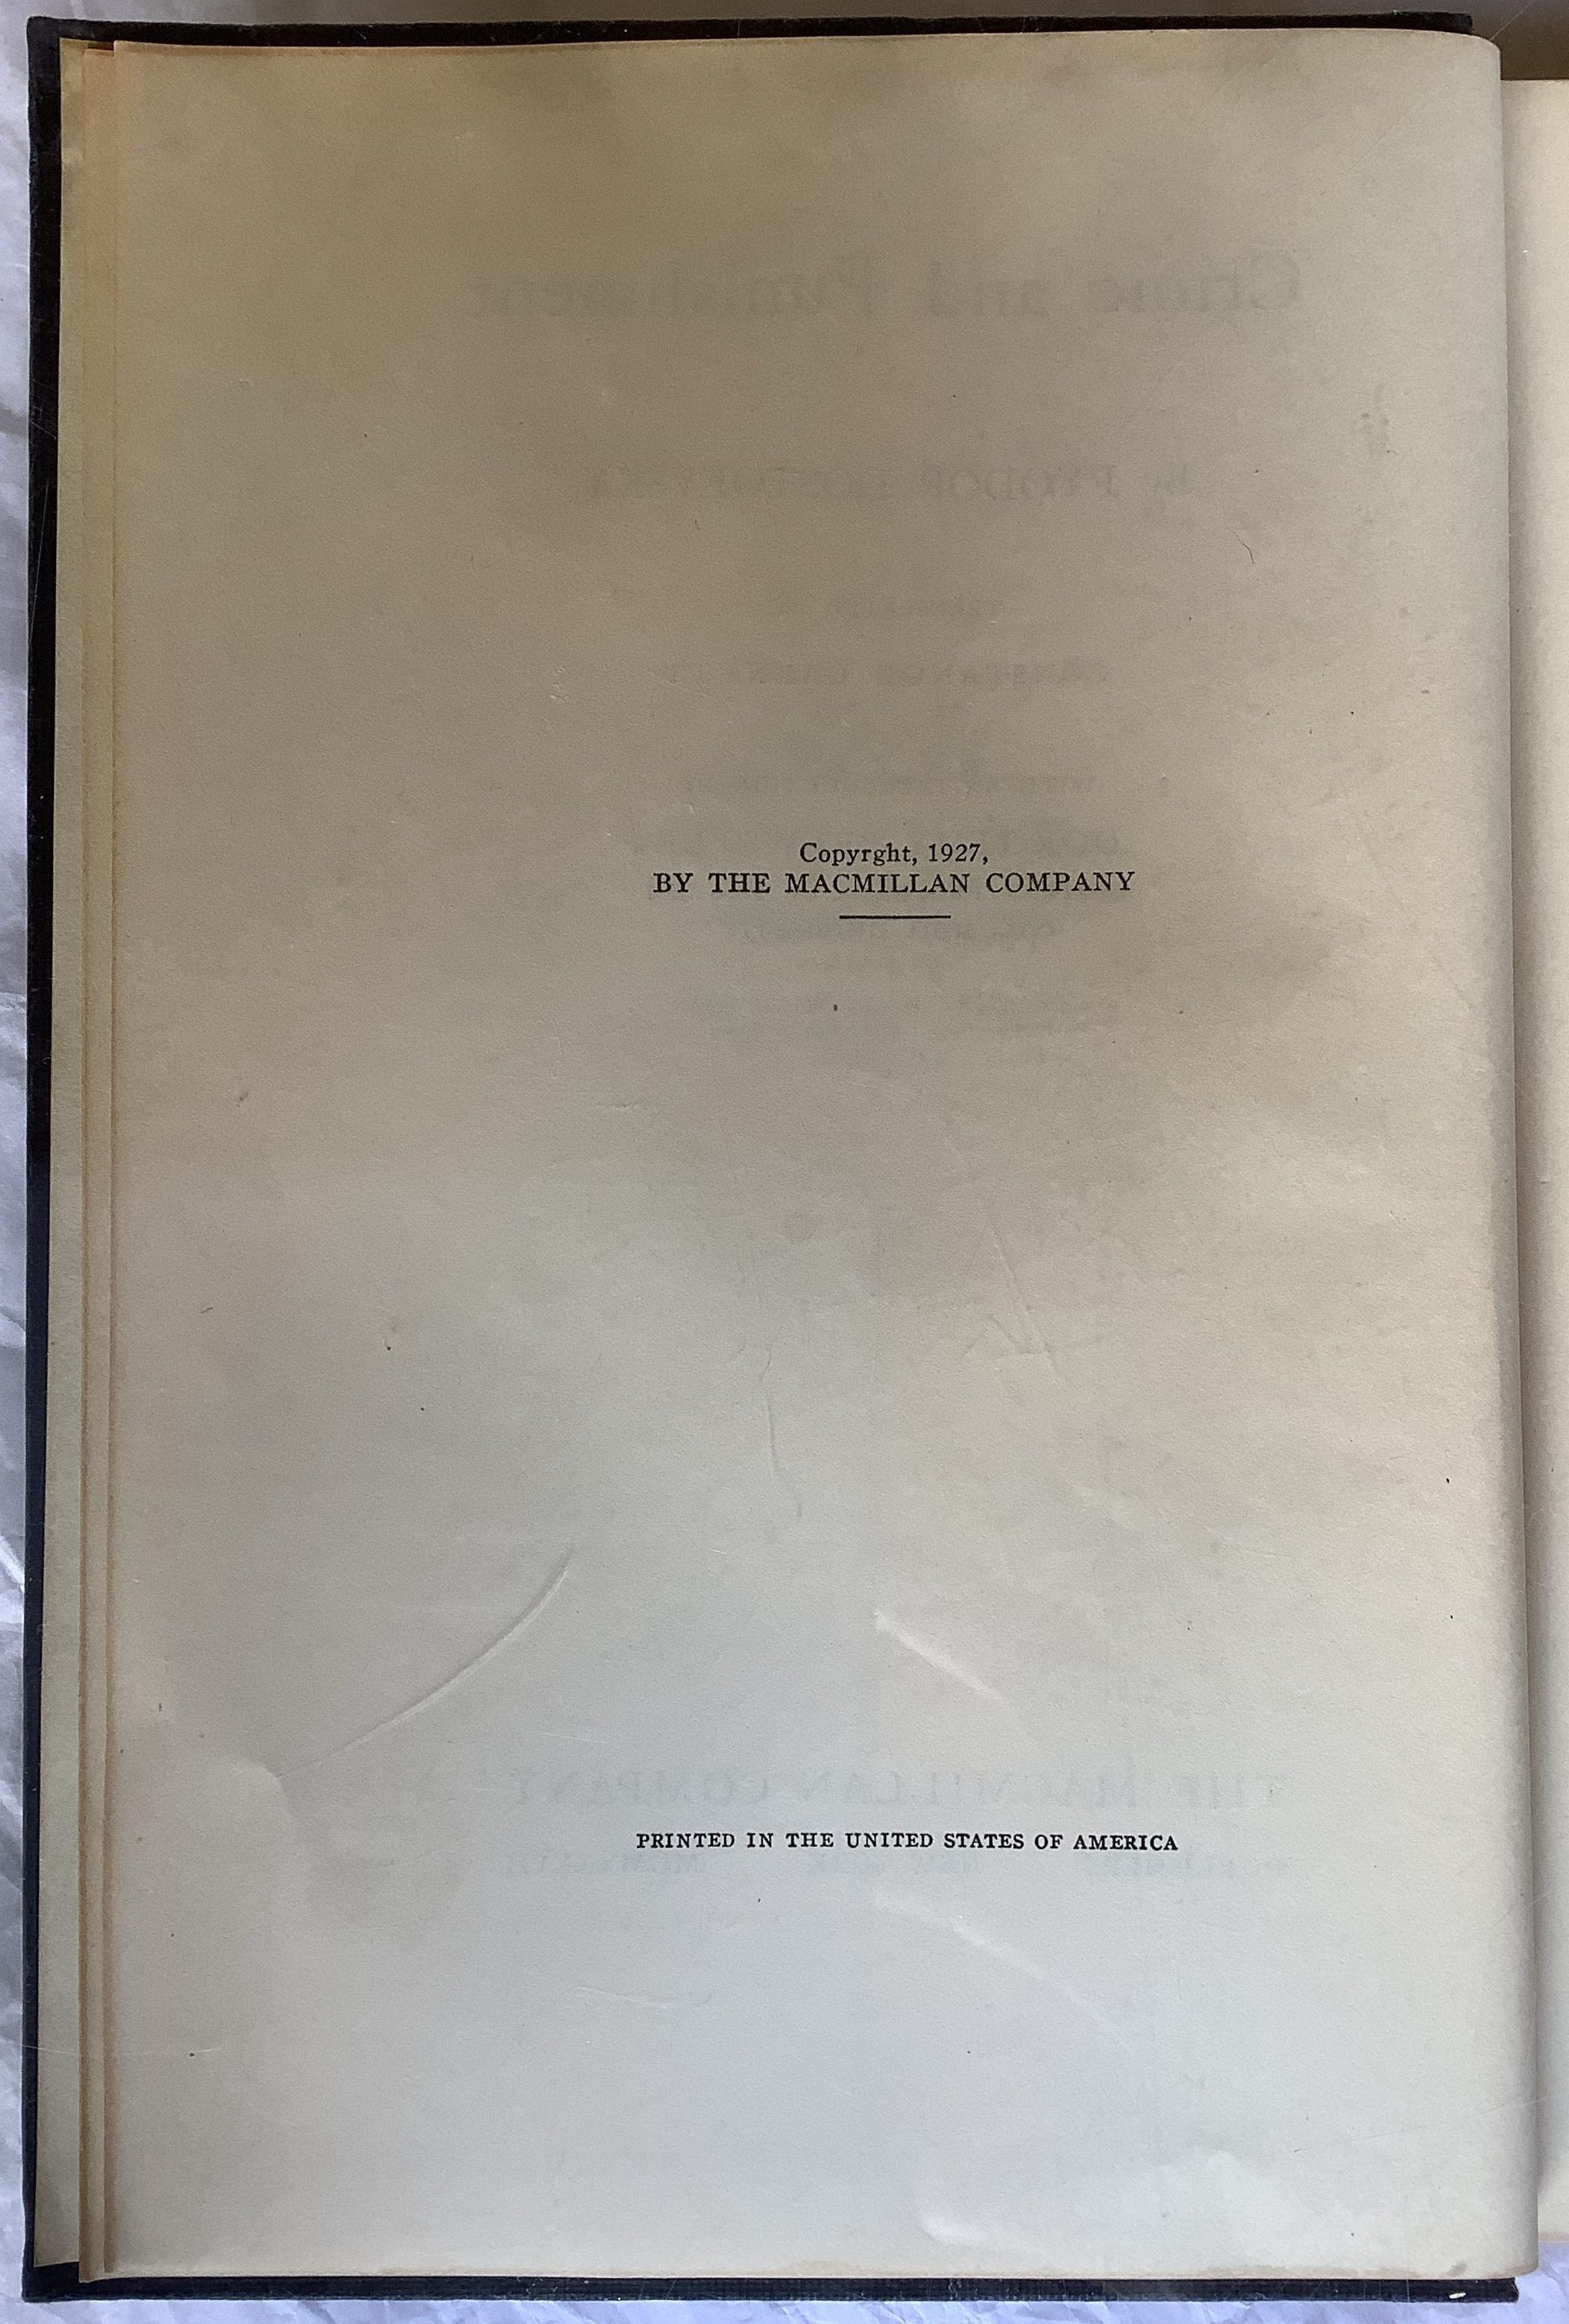 Copyrght, 1927,
BY THE MACMILLAN COMPANY
PRINTED IN THE UNITED STATES OF AMERICA